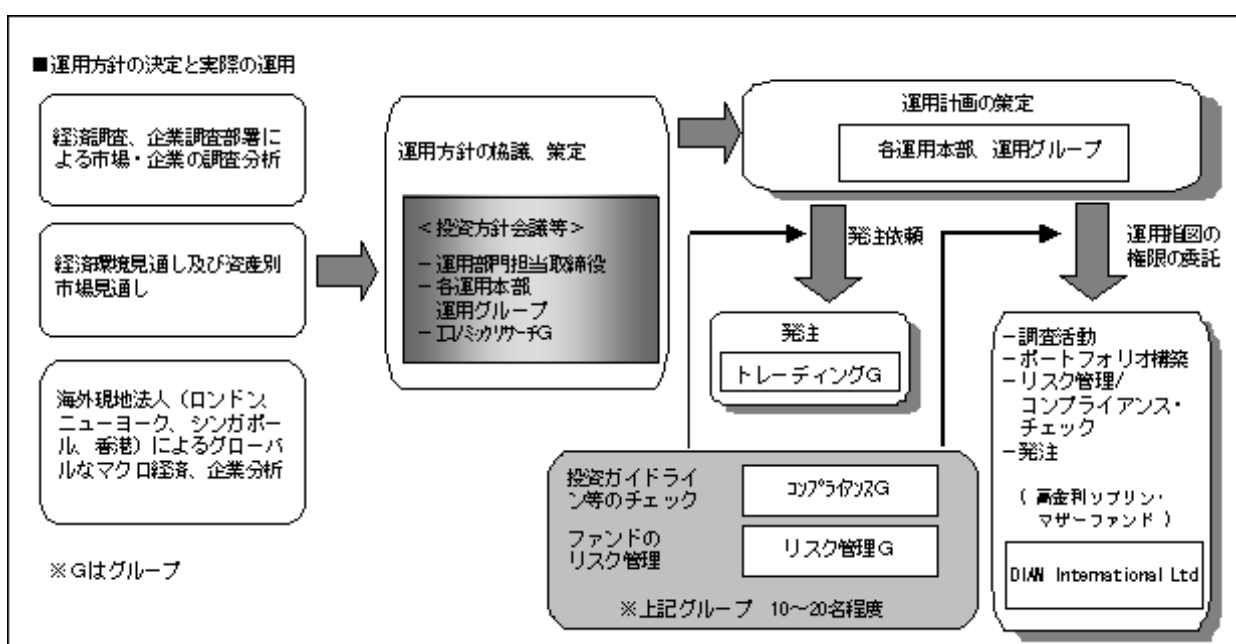 ■運用方針の決定と実際の運用
経済調査、企業調査部署に
よる市場・企業の調査分析
経済環境見通し及び資産別
市場見通し
海外現地法人（ロンドン、
ニューヨーク、シンガポー
ル、香港）によるグローバ
ルなマクロ経済、企業分析
※Gはグループ
運用方針の協議、策定
＜投資方針会議等＞
－運用部門担当取締役
－各運用本部
運用グループ
－エコノミックリサーチG
運用計画の策定
各運用本部、運用グループ
発注依頼
運用指図の
権限の委託
発注
トレーディングG
投資ガイドライ
ン等のチェック
コンプライアンスG
ファンドの
リスク管理
リスク管理G
※上記グループ 10～20名程度
－調査活動
－ポートフォリオ構築
－リスク管理/
コンプライアンス・
チェック
－発注
（高金利ソブリン・
マザーファンド）
DIAM International Ltd